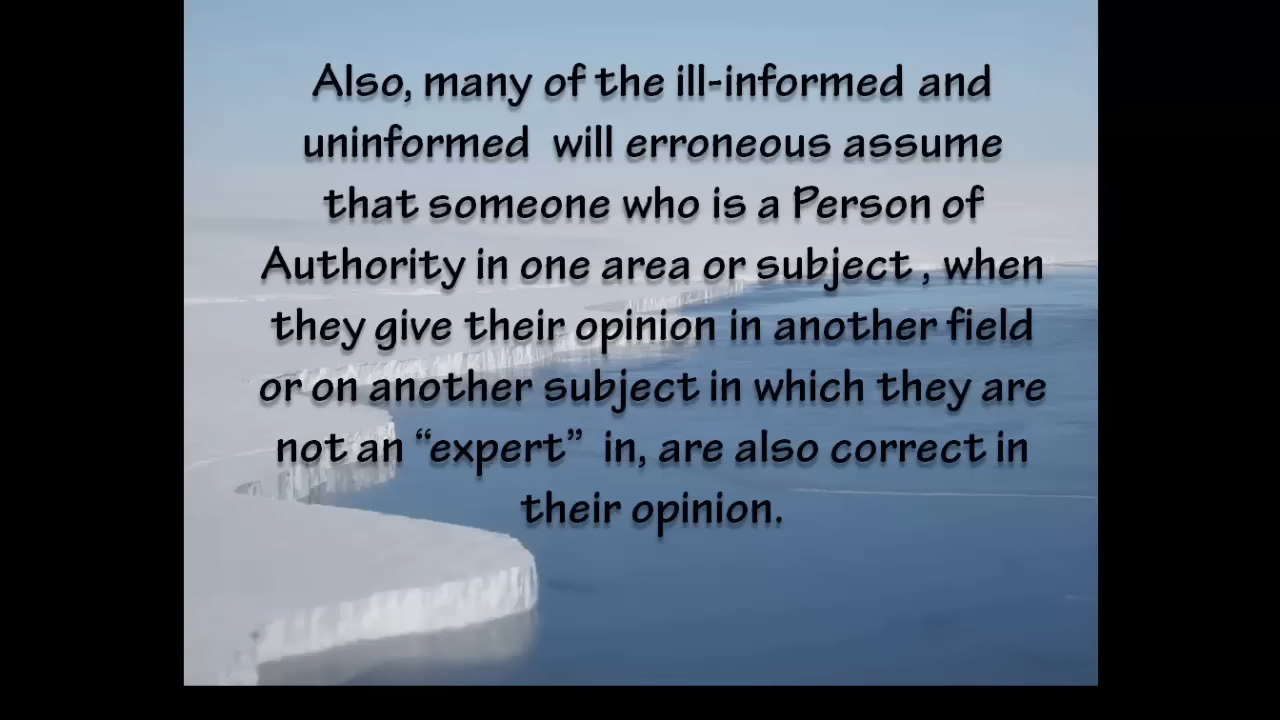 Also, many of the ill-informed and
uninformed will erroneous assume
that someone who is a Person of
Authority in one area or subject , when
they give their opinion in another field
or on another subject in which they are
not an “expert” in, are also correct in
their opinion.